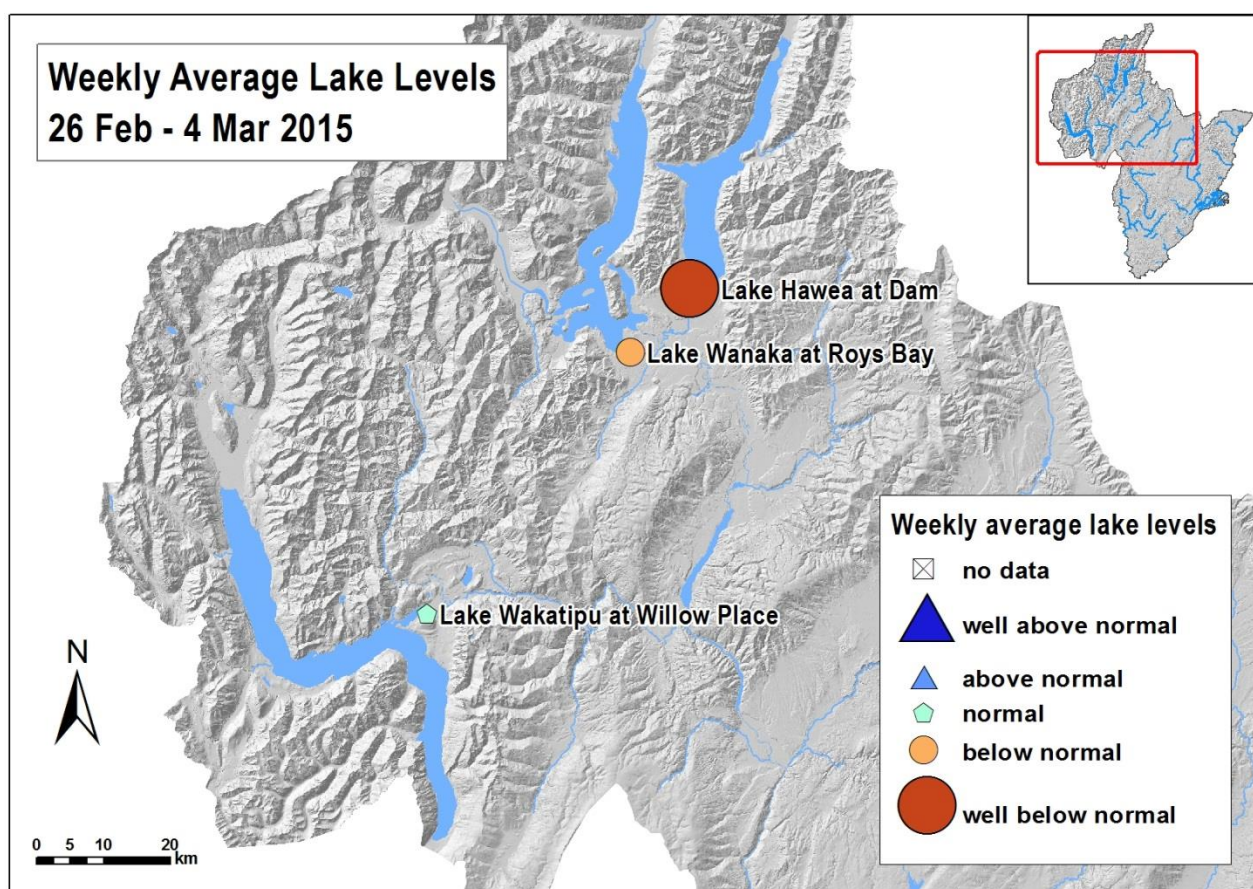 Weekly Average Lake Levels
26 Feb - 4 Mar 2015
Lake Hawea at Dam
Lake Wanaka at Roys Bay
Lake Wakatipu at Willow Place
Weekly average lake levels
no data
well above normal
above normal
normal
below normal
well below normal
N
0 5 10 20
km